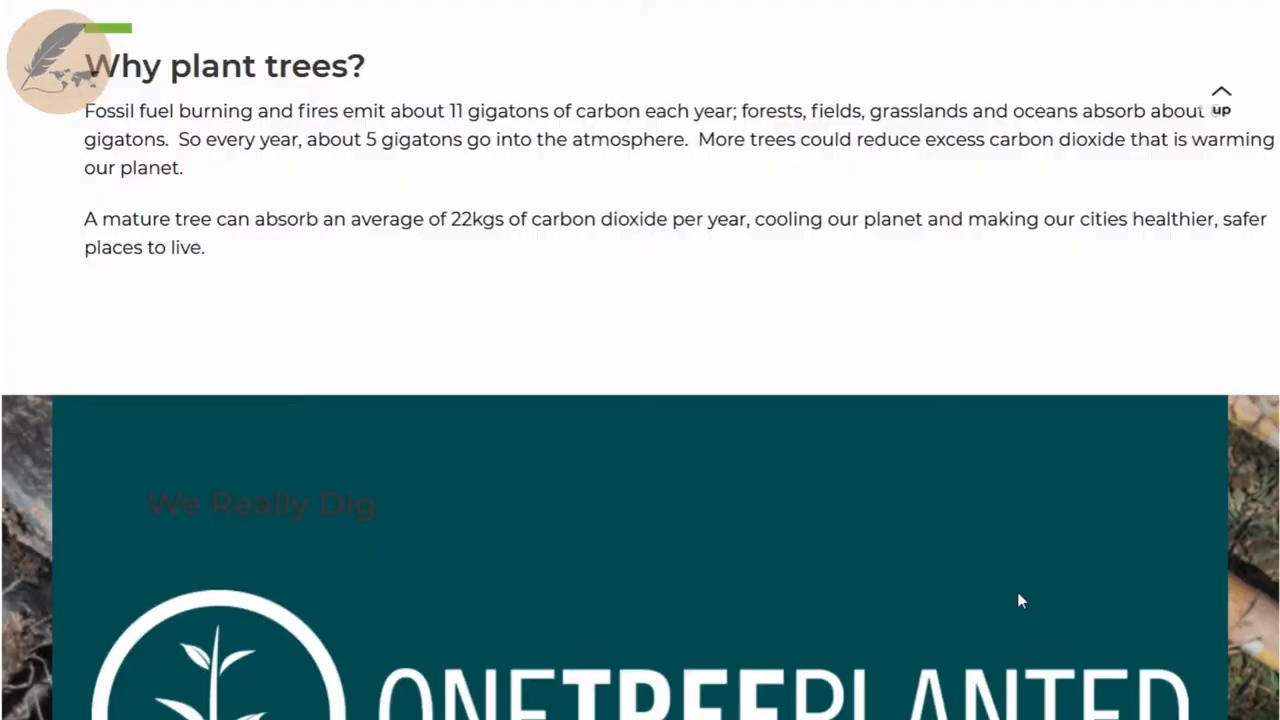 Why plant trees?
Fossil fuel burning and fires emit about 11 gigatons of carbon each year; forests, fields, grasslands and oceans absorb about
up
gigatons.  So every year, about 5 gigatons go into the atmosphere.  More trees could reduce excess carbon dioxide that is warming
our planet.
A mature tree can absorb an average of 22kgs of carbon dioxide per year, cooling our planet and making our cities healthier, safer
places to live.
We Really Dig
ONETREEPLANTED